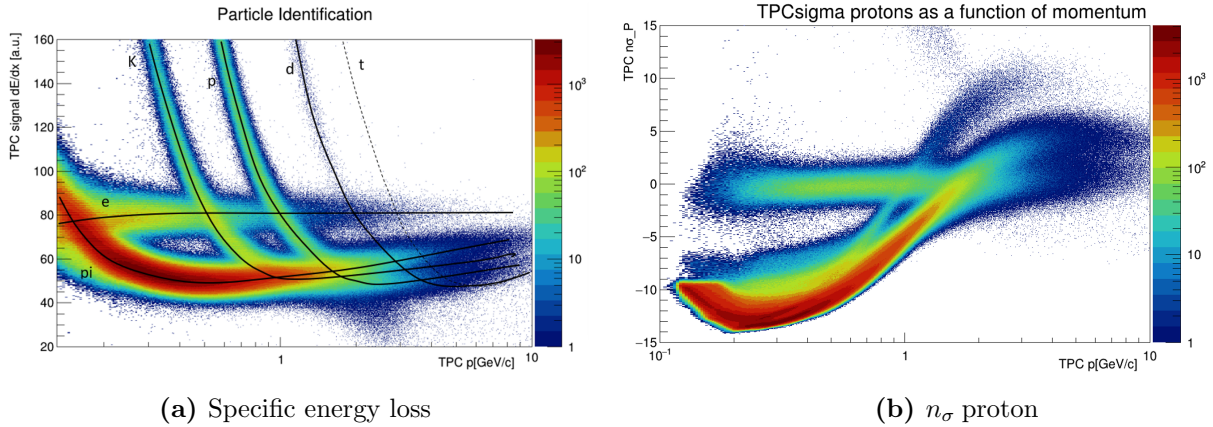 Particle Identification
TPC signal dE/dx [a.u.]
160
140
120
100
80
60
40
20
K
p
d
t
e
pi
1
10
TPC p[GeV/c]
10³
10²
10
1
(a) Specific energy loss
TPCsigma protons as a function of momentum
TPC nσ_P
15
10
5
0
−5
−10
−15
10⁻¹
1
10
TPC p[GeV/c]
10³
10²
10
1
(b) nσ proton